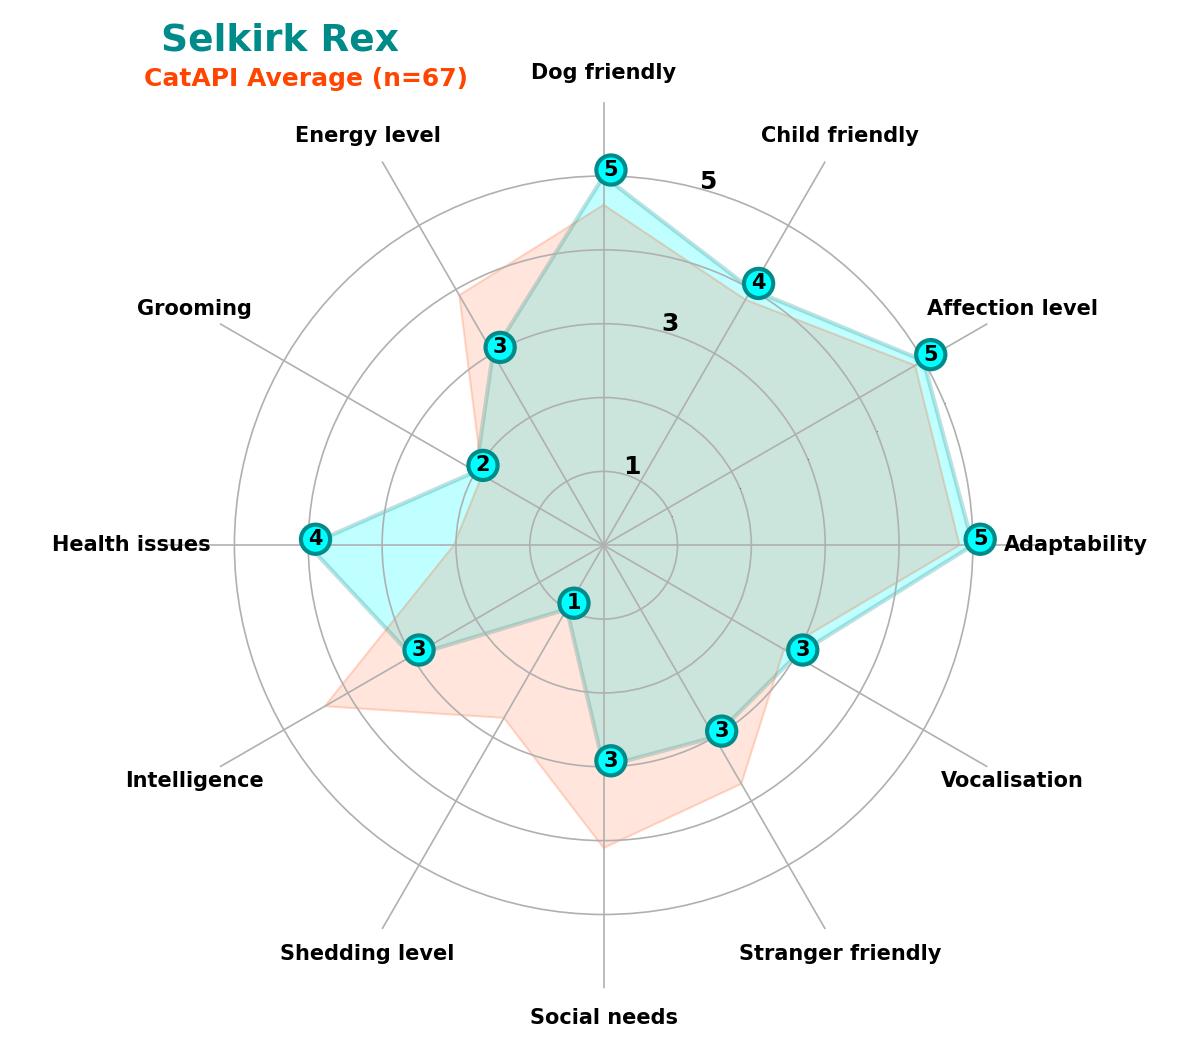 Selkirk Rex
CatAPI Average (n=67)
Dog friendly
Energy level
Child friendly
5
5
4
Grooming
Affection level
3
3
5
2
1
Health issues
4
5
Adaptability
1
3
3
3
3
Intelligence
Vocalisation
Shedding level
Stranger friendly
Social needs